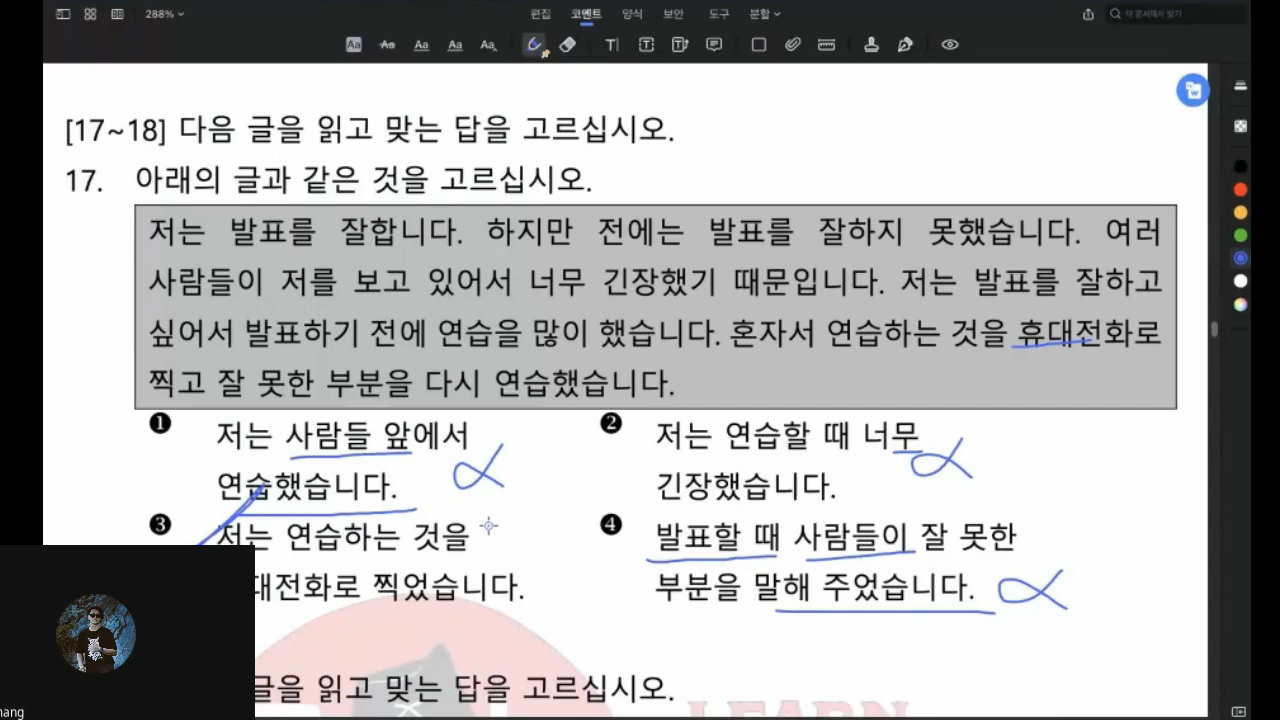 288%
편집 코멘트 양식 보안 도구 분할
이 문서에서 찾기
[17~18] 다음 글을 읽고 맞는 답을 고르십시오.
17. 아래의 글과 같은 것을 고르십시오.
저는 발표를 잘합니다. 하지만 전에는 발표를 잘하지 못했습니다. 여러
사람들이 저를 보고 있어서 너무 긴장했기 때문입니다. 저는 발표를 잘하고
싶어서 발표하기 전에 연습을 많이 했습니다. 혼자서 연습하는 것을 휴대전화로
찍고 잘 못한 부분을 다시 연습했습니다.
❶ 저는 사람들 앞에서
연습했습니다.
❷ 저는 연습할 때 너무
긴장했습니다.
❸ 저는 연습하는 것을
대전화로 찍었습니다.
❹ 발표할 때 사람들이 잘 못한
부분을 말해 주었습니다.
글을 읽고 맞는 답을 고르십시오.
LEARN